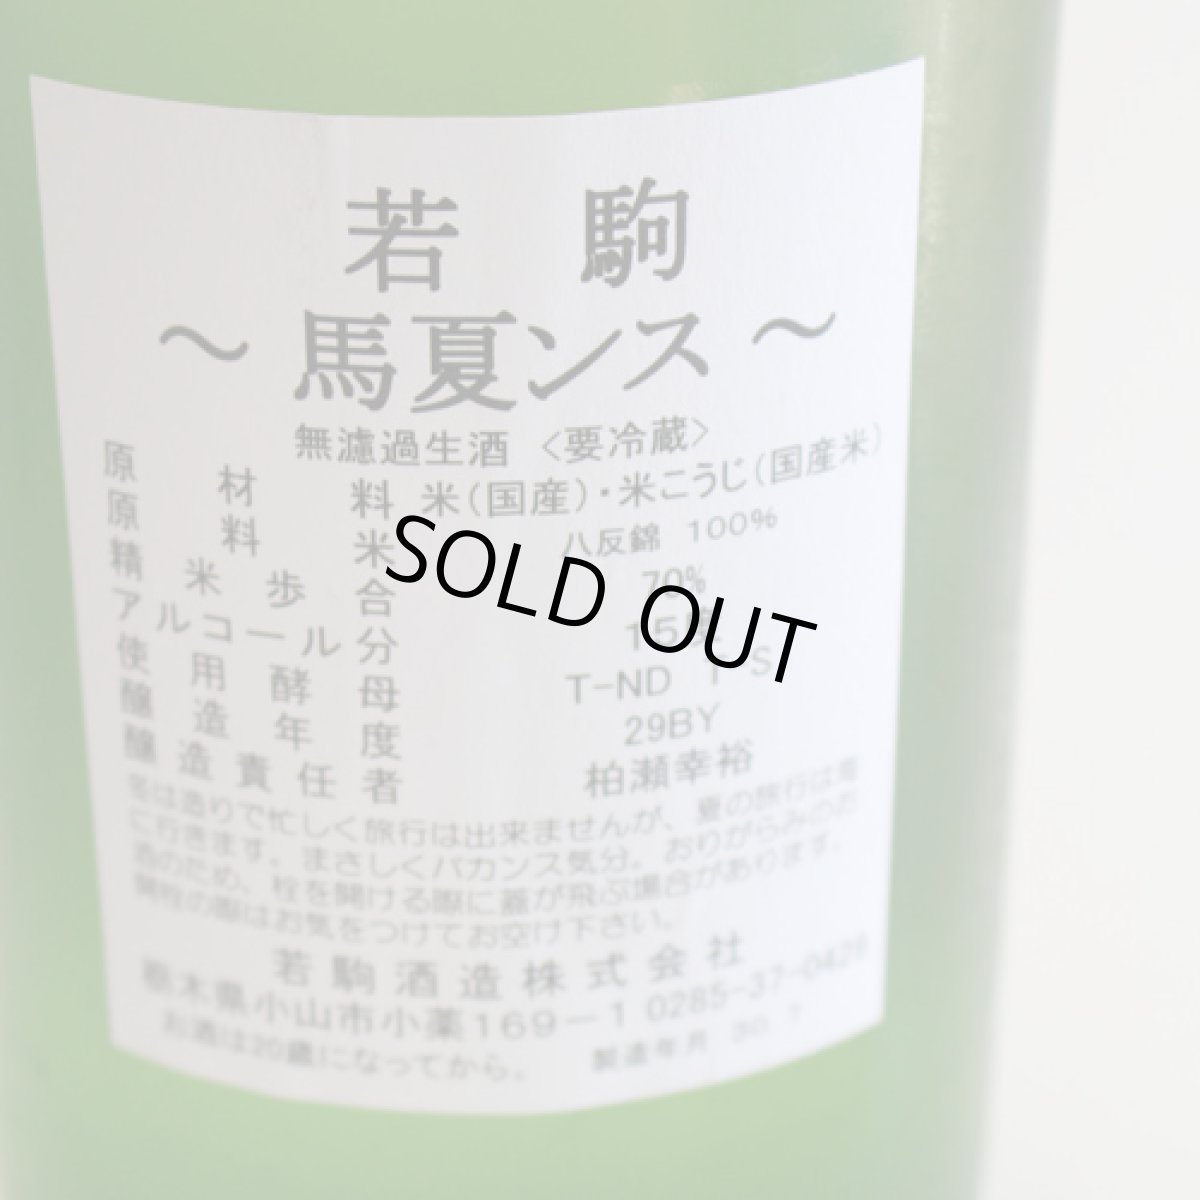 若駒
～馬夏ンス～
無濾過生酒 <要冷蔵>
原材料 米(国産)・米こうじ(国産米)
原料米 八反錦 100%
精米歩合 70%
アルコール分 15度
使用酵母 T-ND 1 S
醸造年度 29BY
醸造責任者 柏瀬幸裕
冬は造りで忙しく旅行は出来ませんが、夏の旅行は
に行きます。まさしくバカンス気分。おりがらみのお
酒のため、栓を開ける際に蓋が飛ぶ場合があります。
開栓の際はお気をつけてお空け下さい。
若駒酒造株式会社
栃木県小山市小薬169-1 0285-37-0429
お酒は20歳になってから。 製造年月 30.7
SOLD OUT